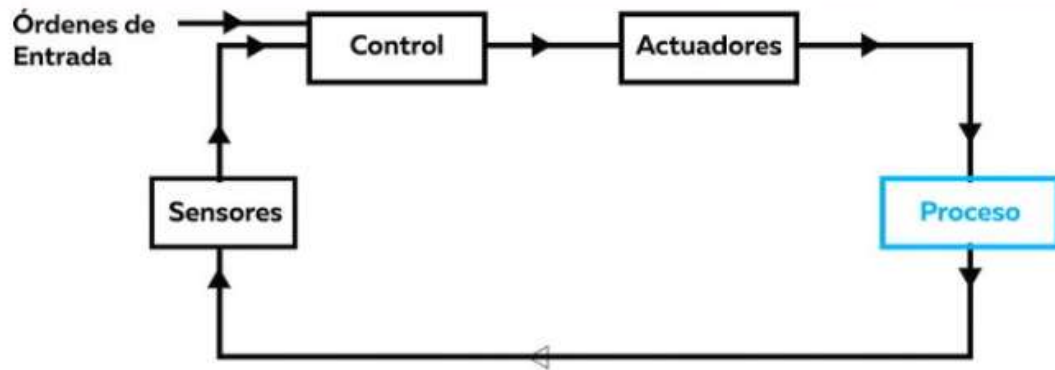 Órdenes de
Entrada
Control
Actuadores
Sensores
Proceso